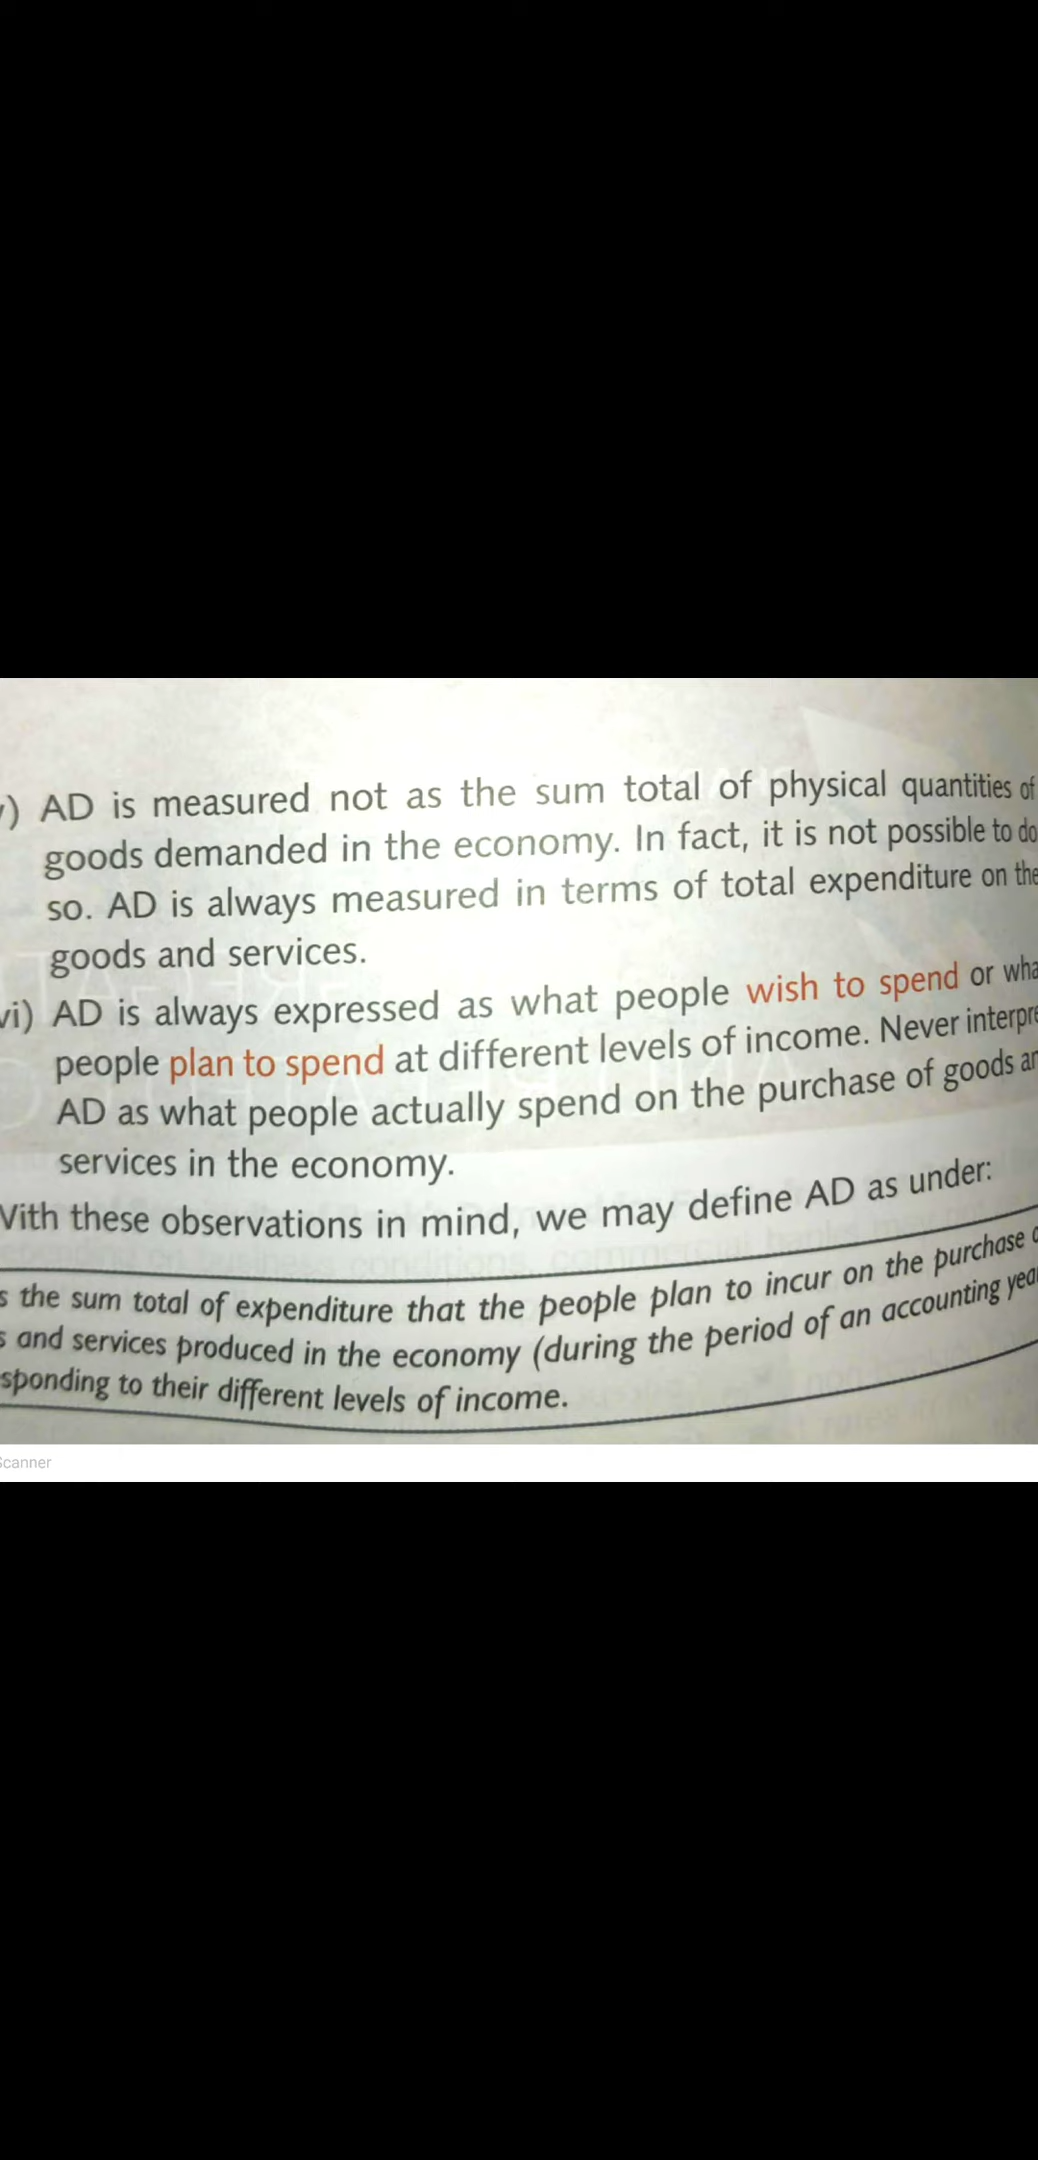 ) AD is measured not as the sum total of physical quantities of
goods demanded in the economy. In fact, it is not possible to do
so. AD is always measured in terms of total expenditure on the
goods and services.
vi) AD is always expressed as what people wish to spend or wha
people plan to spend at different levels of income. Never interpre
AD as what people actually spend on the purchase of goods an
services in the economy.
With these observations in mind, we may define AD as under:
s the sum total of expenditure that the people plan to incur on the purchase o
s and services produced in the economy (during the period of an accounting year
sponding to their different levels of income.
Scanner